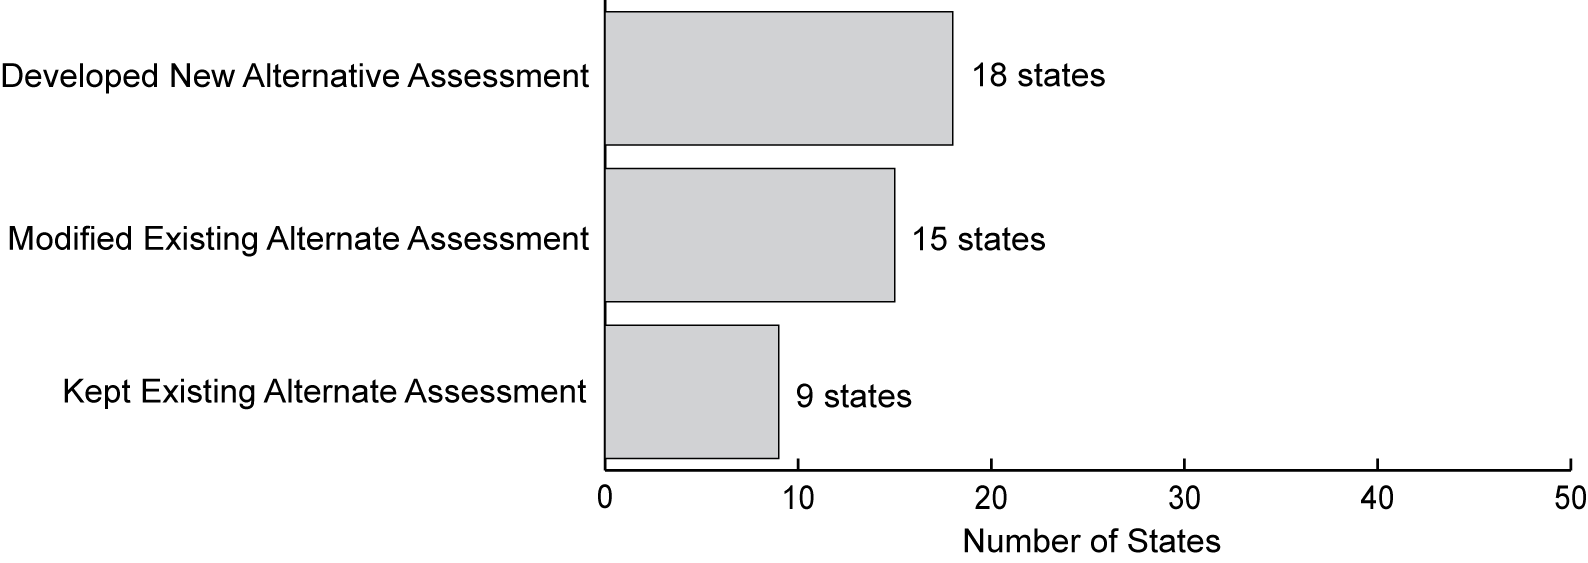 Developed New Alternative Assessment
18 states
Modified Existing Alternate Assessment
15 states
Kept Existing Alternate Assessment
9 states
0 10 20 30 40 50
Number of States